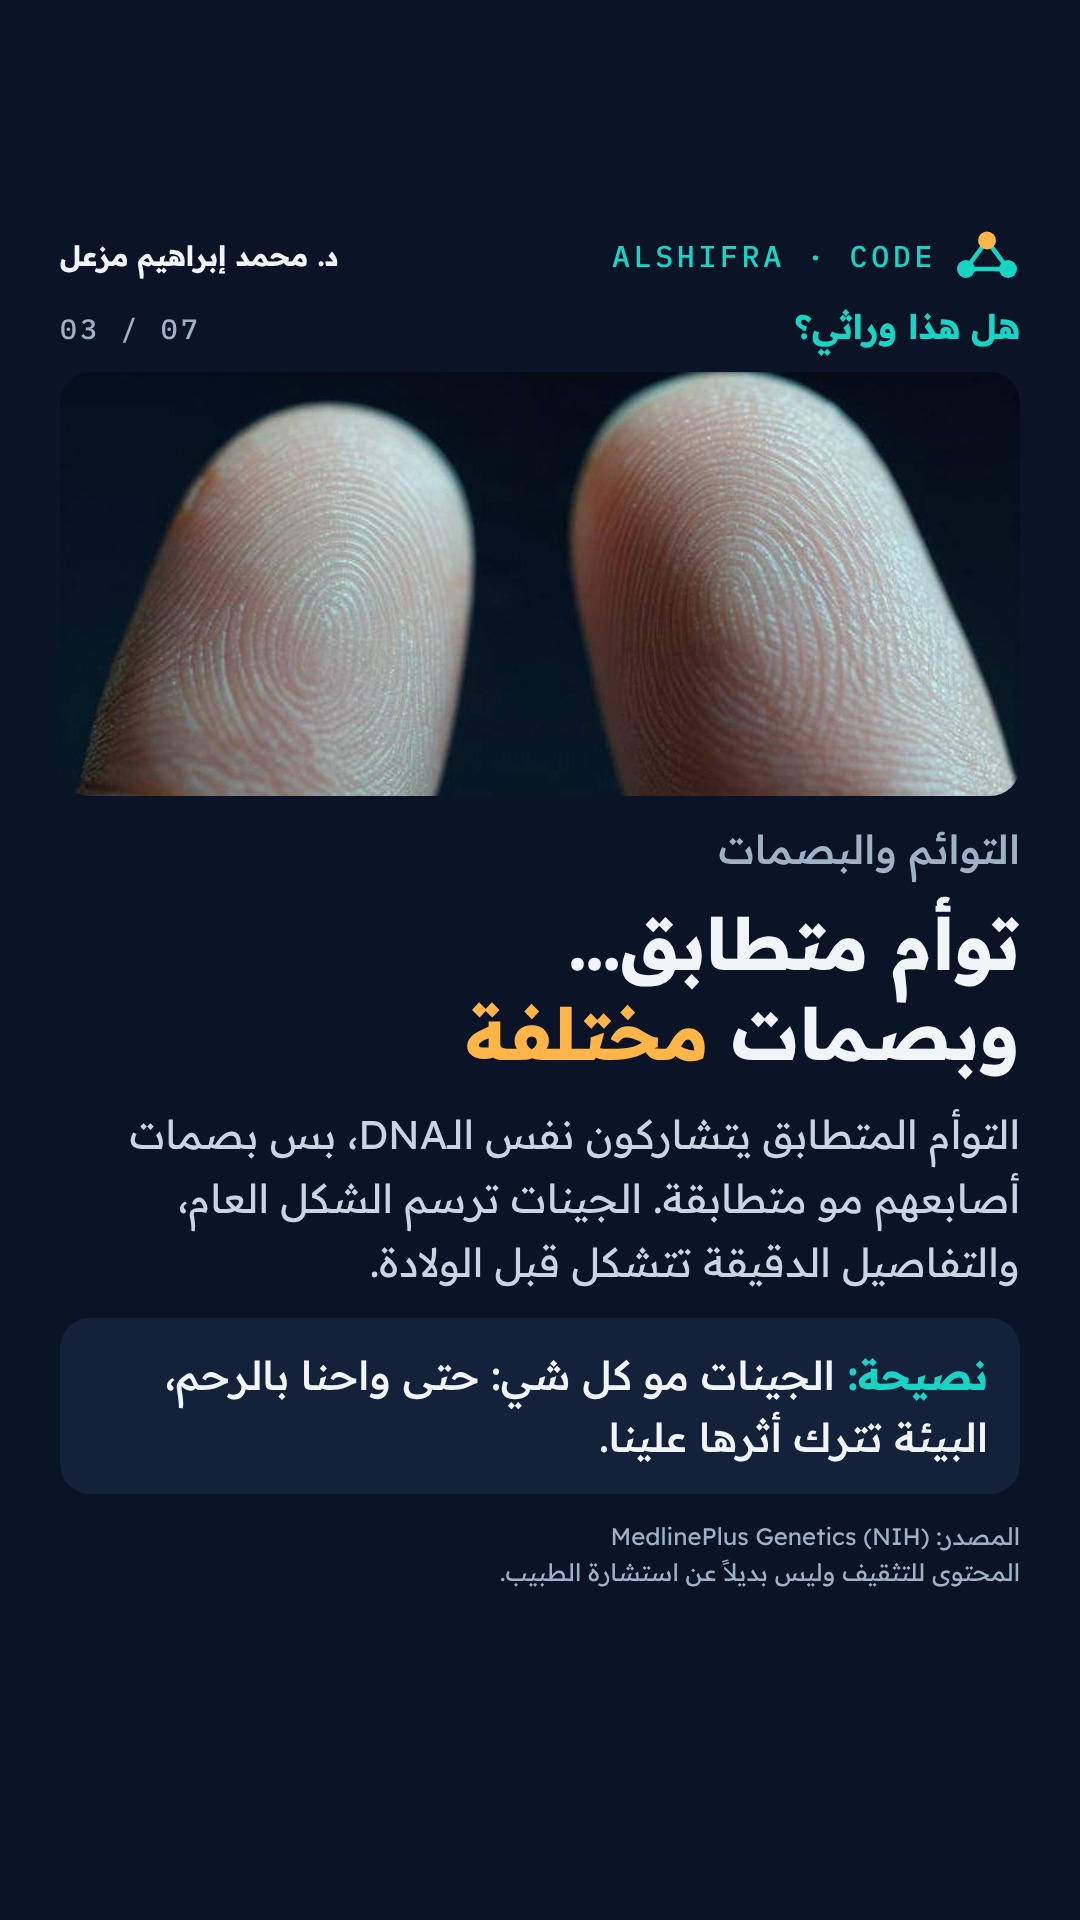 ALSHIFRA · CODE
د. محمد إبراهيم مزعل
هل هذا وراثي؟
03 / 07
التوائم والبصمات
توأم متطابق...
وبصمات مختلفة
التوأم المتطابق يتشاركون نفس الـDNA، بس بصمات
أصابعهم مو متطابقة. الجينات ترسم الشكل العام،
والتفاصيل الدقيقة تتشكل قبل الولادة.
نصيحة: الجينات مو كل شي: حتى واحنا بالرحم،
البيئة تترك أثرها علينا.
المصدر: MedlinePlus Genetics (NIH)
المحتوى للتثقيف وليس بديلاً عن استشارة الطبيب.